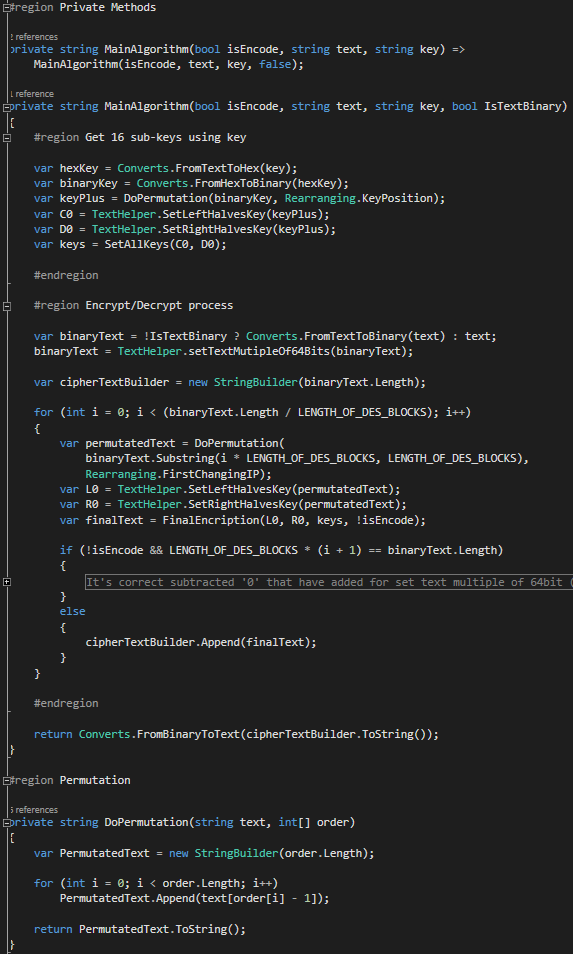 #region Private Methods
2 references
private string MainAlgorithm(bool isEncode, string text, string key) =>
MainAlgorithm(isEncode, text, key, false);
1 reference
private string MainAlgorithm(bool isEncode, string text, string key, bool IsTextBinary)
{
#region Get 16 sub-keys using key
var hexKey = Converts.FromTextToHex(key);
var binaryKey = Converts.FromHexToBinary(hexKey);
var keyPlus = DoPermutation(binaryKey, Rearranging.KeyPosition);
var C0 = TextHelper.SetLeftHalvesKey(keyPlus);
var D0 = TextHelper.SetRightHalvesKey(keyPlus);
var keys = SetAllKeys(C0, D0);
#endregion
#region Encrypt/Decrypt process
var binaryText = !IsTextBinary ? Converts.FromTextToBinary(text) : text;
binaryText = TextHelper.setTextMutipleOf64Bits(binaryText);
var cipherTextBuilder = new StringBuilder(binaryText.Length);
for (int i = 0; i < (binaryText.Length / LENGTH_OF_DES_BLOCKS); i++)
{
var permutatedText = DoPermutation(
binaryText.Substring(i * LENGTH_OF_DES_BLOCKS, LENGTH_OF_DES_BLOCKS),
Rearranging.FirstChangingIP);
var L0 = TextHelper.SetLeftHalvesKey(permutatedText);
var R0 = TextHelper.SetRightHalvesKey(permutatedText);
var finalText = FinalEncription(L0, R0, keys, !isEncode);
if (!isEncode && LENGTH_OF_DES_BLOCKS * (i + 1) == binaryText.Length)
{
It's correct subtracted '0' that have added for set text multiple of 64bit (
}
else
{
cipherTextBuilder.Append(finalText);
}
}
#endregion
return Converts.FromBinaryToText(cipherTextBuilder.ToString());
}
#region Permutation
references
private string DoPermutation(string text, int[] order)
{
var PermutatedText = new StringBuilder(order.Length);
for (int i = 0; i < order.Length; i++)
PermutatedText.Append(text[order[i] - 1]);
return PermutatedText.ToString();
}